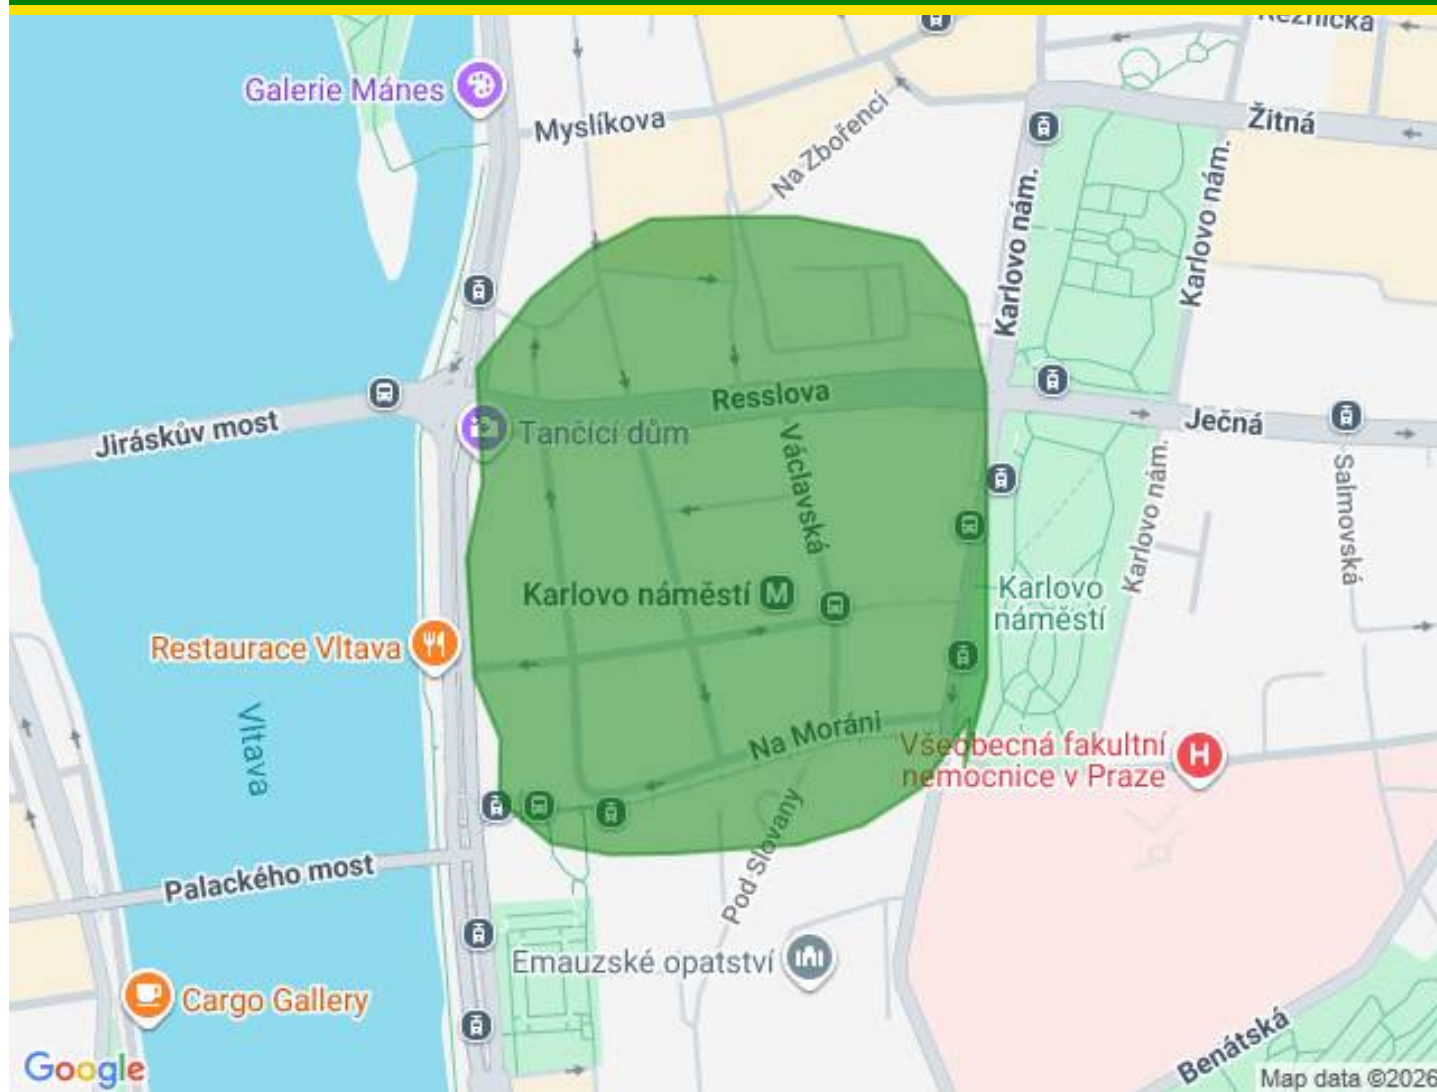 Řeznická
Galerie Mánes
Myslíkova
Na Zbořenci
Žitná
Karlovo nám.
Karlovo nám.
Resslova
Jiráskův most
Tančící dům
Ječná
Václavská
Karlovo nám.
Salmovská
Karlovo náměstí
M
Karlovo
náměstí
Restaurace Vltava
Vltava
Na Moráni
Všeobecná fakultní
nemocnice v Praze
H
Pod Slovany
Palackého most
Emauzské opatství
Cargo Gallery
Benátská
Google
Map data ©2026